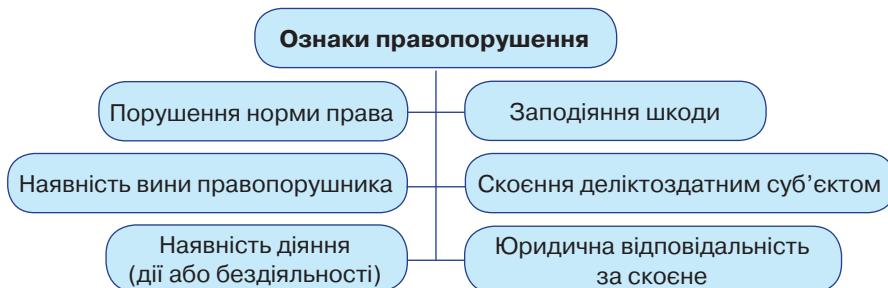 Ознаки правопорушення
Порушення норми права
Заподіяння шкоди
Наявність вини правопорушника
Скоєння деліктоздатним суб’єктом
Наявність діяння
(дії або бездіяльності)
Юридична відповідальність
за скоєне